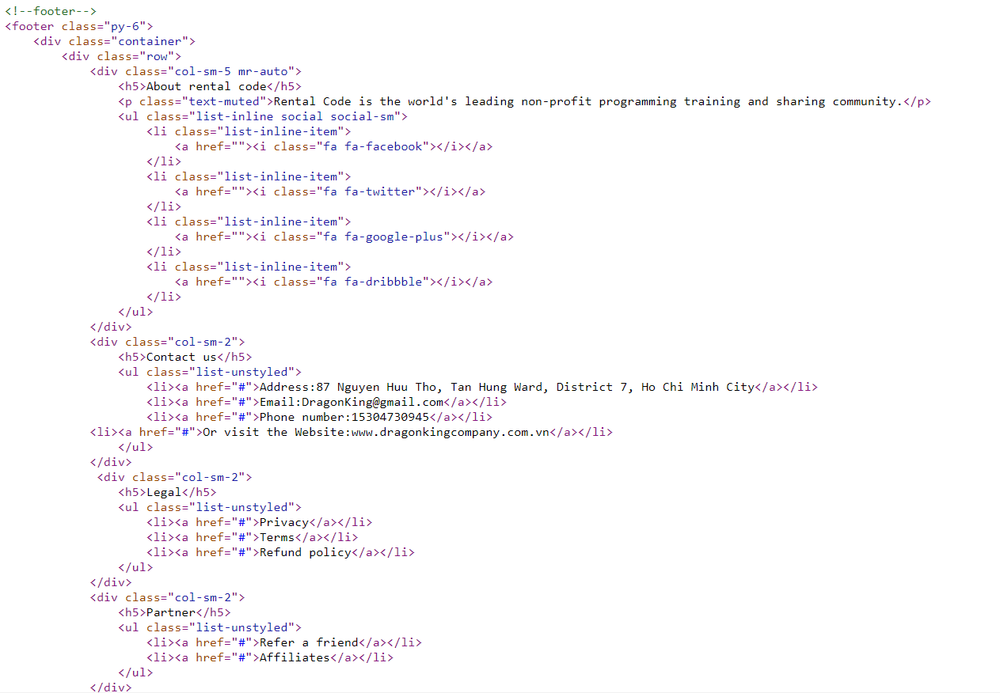 <!--footer-->
<footer class="py-6">
<div class="container">
<div class="row">
<div class="col-sm-5 mr-auto">
<h5>About rental code</h5>
<p class="text-muted">Rental Code is the world's leading non-profit programming training and sharing community.</p>
<ul class="list-inline social social-sm">
<li class="list-inline-item">
<a href=""><i class="fa fa-facebook"></i></a>
</li>
<li class="list-inline-item">
<a href=""><i class="fa fa-twitter"></i></a>
</li>
<li class="list-inline-item">
<a href=""><i class="fa fa-google-plus"></i></a>
</li>
<li class="list-inline-item">
<a href=""><i class="fa fa-dribbble"></i></a>
</li>
</ul>
</div>
<div class="col-sm-2">
<h5>Contact us</h5>
<ul class="list-unstyled">
<li><a href="#">Address:87 Nguyen Huu Tho, Tan Hung Ward, District 7, Ho Chi Minh City</a></li>
<li><a href="#">Email:DragonKing@gmail.com</a></li>
<li><a href="#">Phone number:15304730945</a></li>
<li><a href="#">Or visit the Website:www.dragonkingcompany.com.vn</a></li>
</ul>
</div>
<div class="col-sm-2">
<h5>Legal</h5>
<ul class="list-unstyled">
<li><a href="#">Privacy</a></li>
<li><a href="#">Terms</a></li>
<li><a href="#">Refund policy</a></li>
</ul>
</div>
<div class="col-sm-2">
<h5>Partner</h5>
<ul class="list-unstyled">
<li><a href="#">Refer a friend</a></li>
<li><a href="#">Affiliates</a></li>
</ul>
</div>